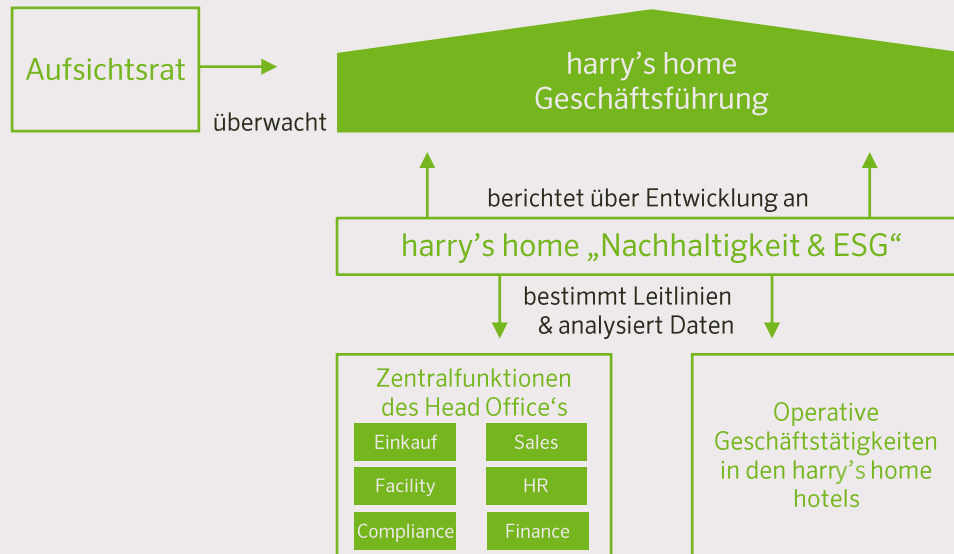 Aufsichtsrat
überwacht
harry’s home
Geschäftsführung
berichtet über Entwicklung an
harry’s home „Nachhaltigkeit & ESG“
bestimmt Leitlinien
& analysiert Daten
Zentralfunktionen
des Head Office‘s
Einkauf
Sales
Facility
HR
Compliance
Finance
Operative
Geschäftstätigkeiten
in den harry’s home
hotels